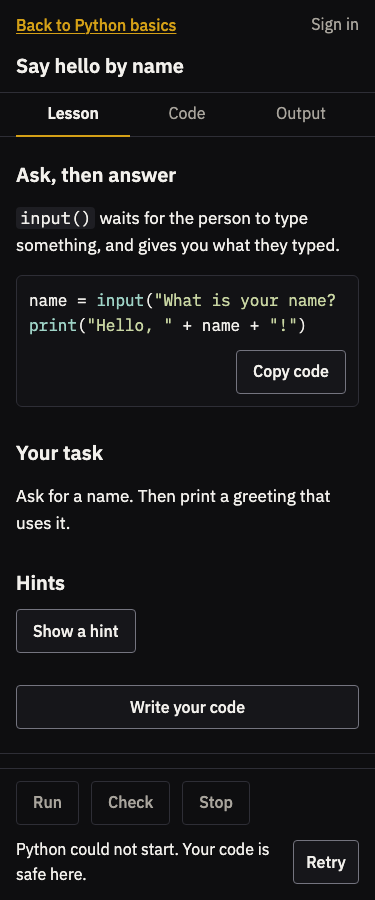 Back to Python basics
Sign in
Say hello by name
Lesson
Code
Output
Ask, then answer
input() waits for the person to type
something, and gives you what they typed.
name = input("What is your name?
print("Hello, " + name + "!")
Copy code
Your task
Ask for a name. Then print a greeting that
uses it.
Hints
Show a hint
Write your code
Run
Check
Stop
Python could not start. Your code is
safe here.
Retry